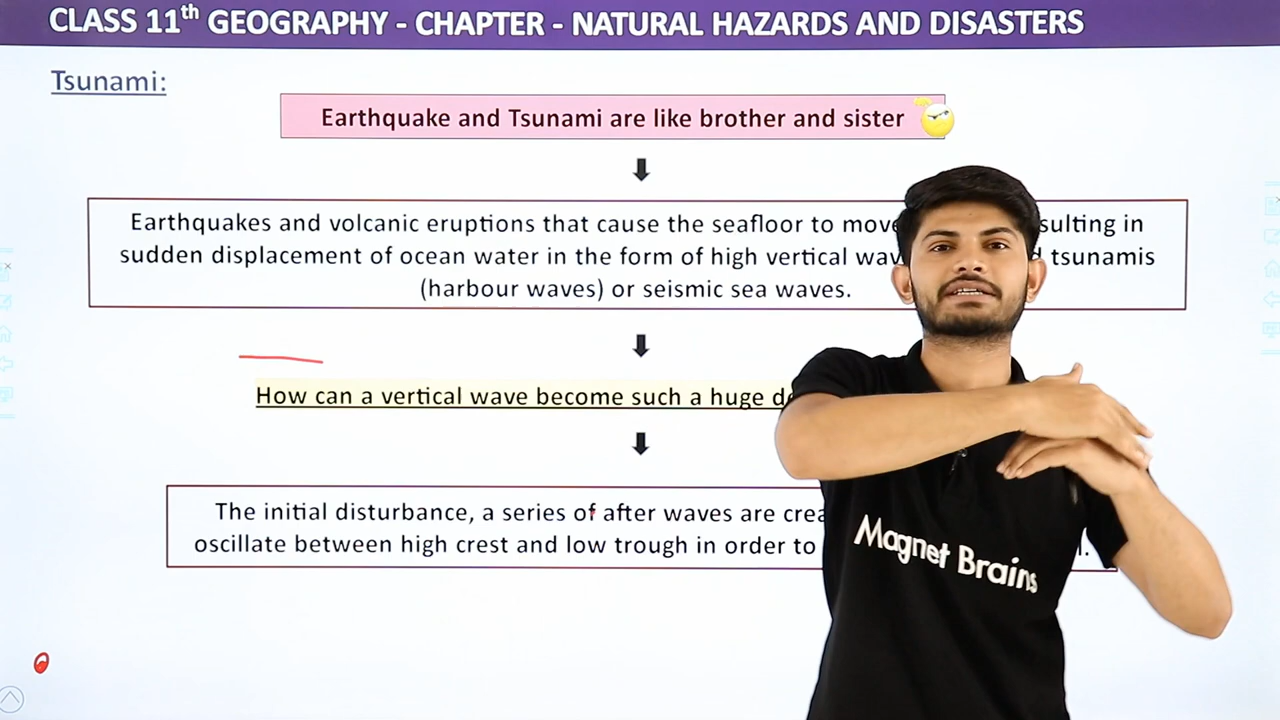 CLASS 11th GEOGRAPHY - CHAPTER - NATURAL HAZARDS AND DISASTERS
Tsunami:
Earthquake and Tsunami are like brother and sister
Earthquakes and volcanic eruptions that cause the seafloor to move sulting in
sudden displacement of ocean water in the form of high vertical wav tsunamis
(harbour waves) or seismic sea waves.
How can a vertical wave become such a huge d
The initial disturbance, a series of after waves are crea
oscillate between high crest and low trough in order to
Magnet Brains